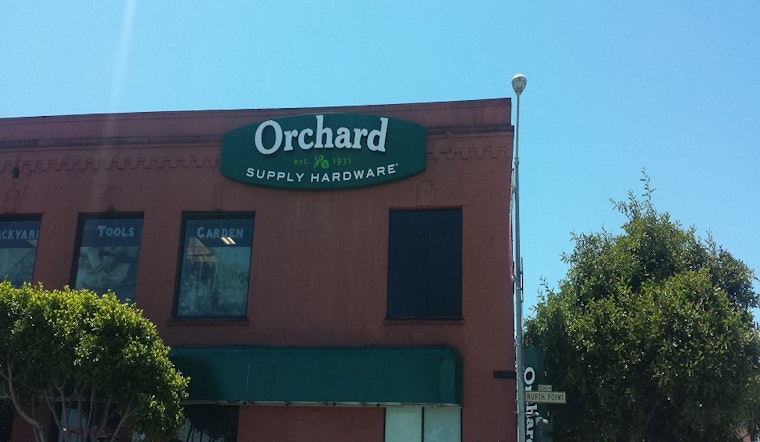 Orchard
est. 1931
SUPPLY HARDWARE®
TOOLS
GARDEN
NORTH POINT